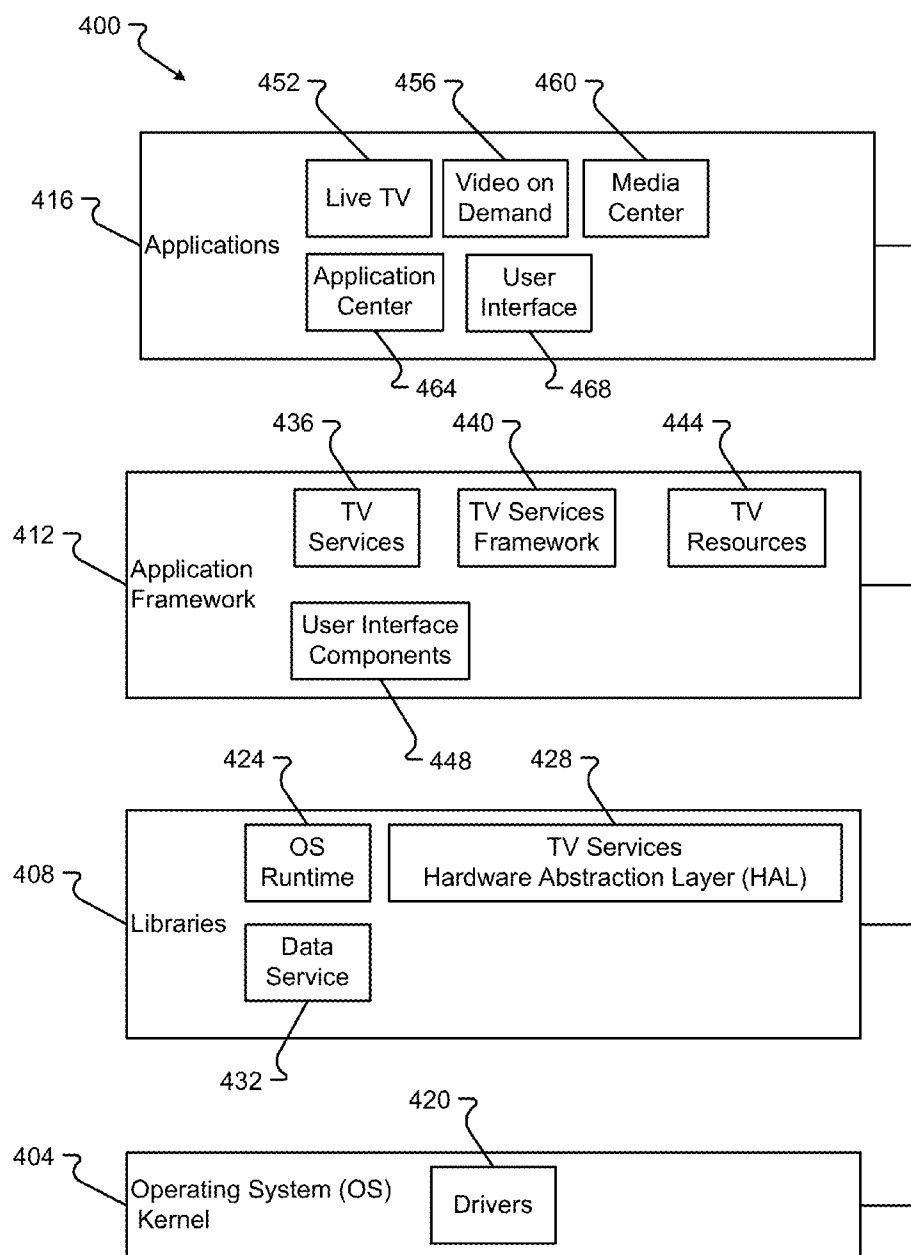 400
452
456
460
416
Applications
Live TV
Video on
Demand
Media
Center
Application
Center
User
Interface
464
468
436
440
444
412
Application
Framework
TV
Services
TV Services
Framework
TV
Resources
User Interface
Components
448
424
428
408
Libraries
OS
Runtime
TV Services
Hardware Abstraction Layer (HAL)
Data
Service
432
420
404
Operating System (OS)
Kernel
Drivers